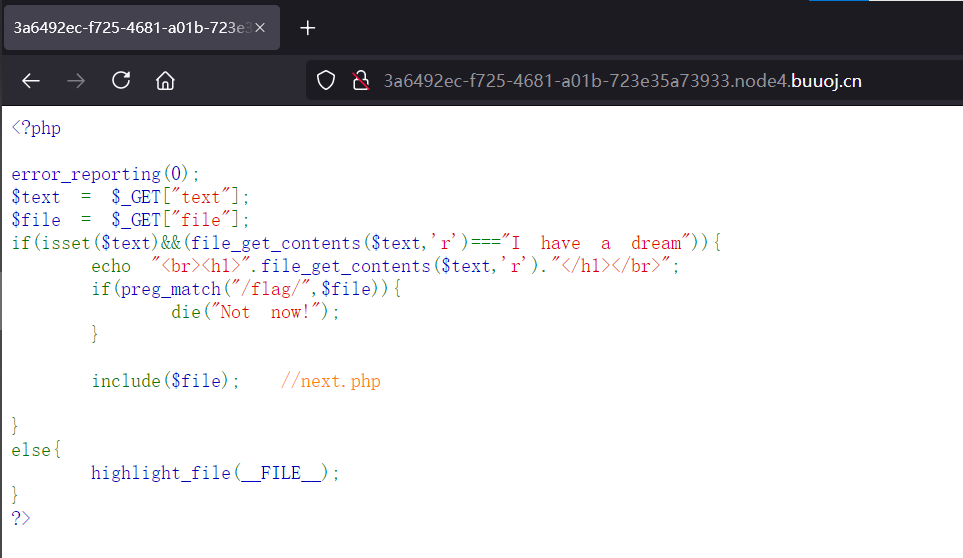 3a6492ec-f725-4681-a01b-723e3
3a6492ec-f725-4681-a01b-723e35a73933.node4.buuoj.cn
<?php
error_reporting(0);
$text = $_GET["text"];
$file = $_GET["file"];
if(isset($text)&&(file_get_contents($text,'r')==="I have a dream")){
echo "<br><h1>".file_get_contents($text,'r')."</h1></br>";
if(preg_match("/flag/",$file)){
die("Not now!");
}
include($file); //next.php
}
else{
highlight_file(__FILE__);
}
?>